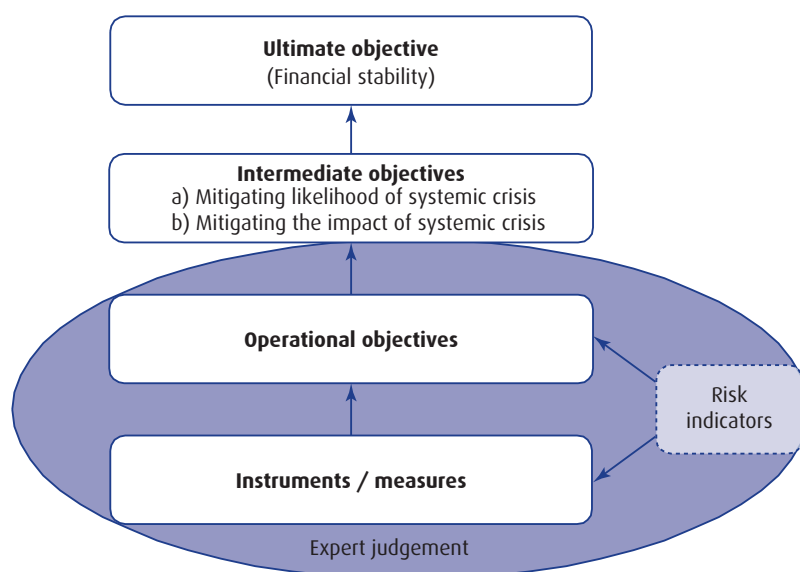 Ultimate objective
(Financial stability)
Intermediate objectives
a) Mitigating likelihood of systemic crisis
b) Mitigating the impact of systemic crisis
Operational objectives
Risk
indicators
Instruments / measures
Expert judgement